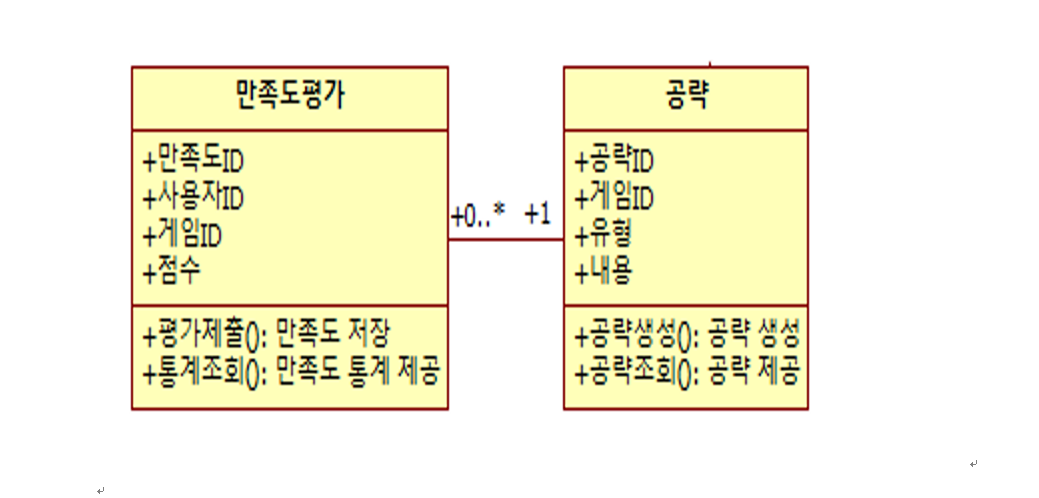 만족도평가
+만족도ID
+사용자ID
+게임ID
+점수
+평가제출(): 만족도 저장
+통계조회(): 만족도 통계 제공
+0..* +1
공략
+공략ID
+게임ID
+유형
+내용
+공략생성(): 공략 생성
+공략조회(): 공략 제공